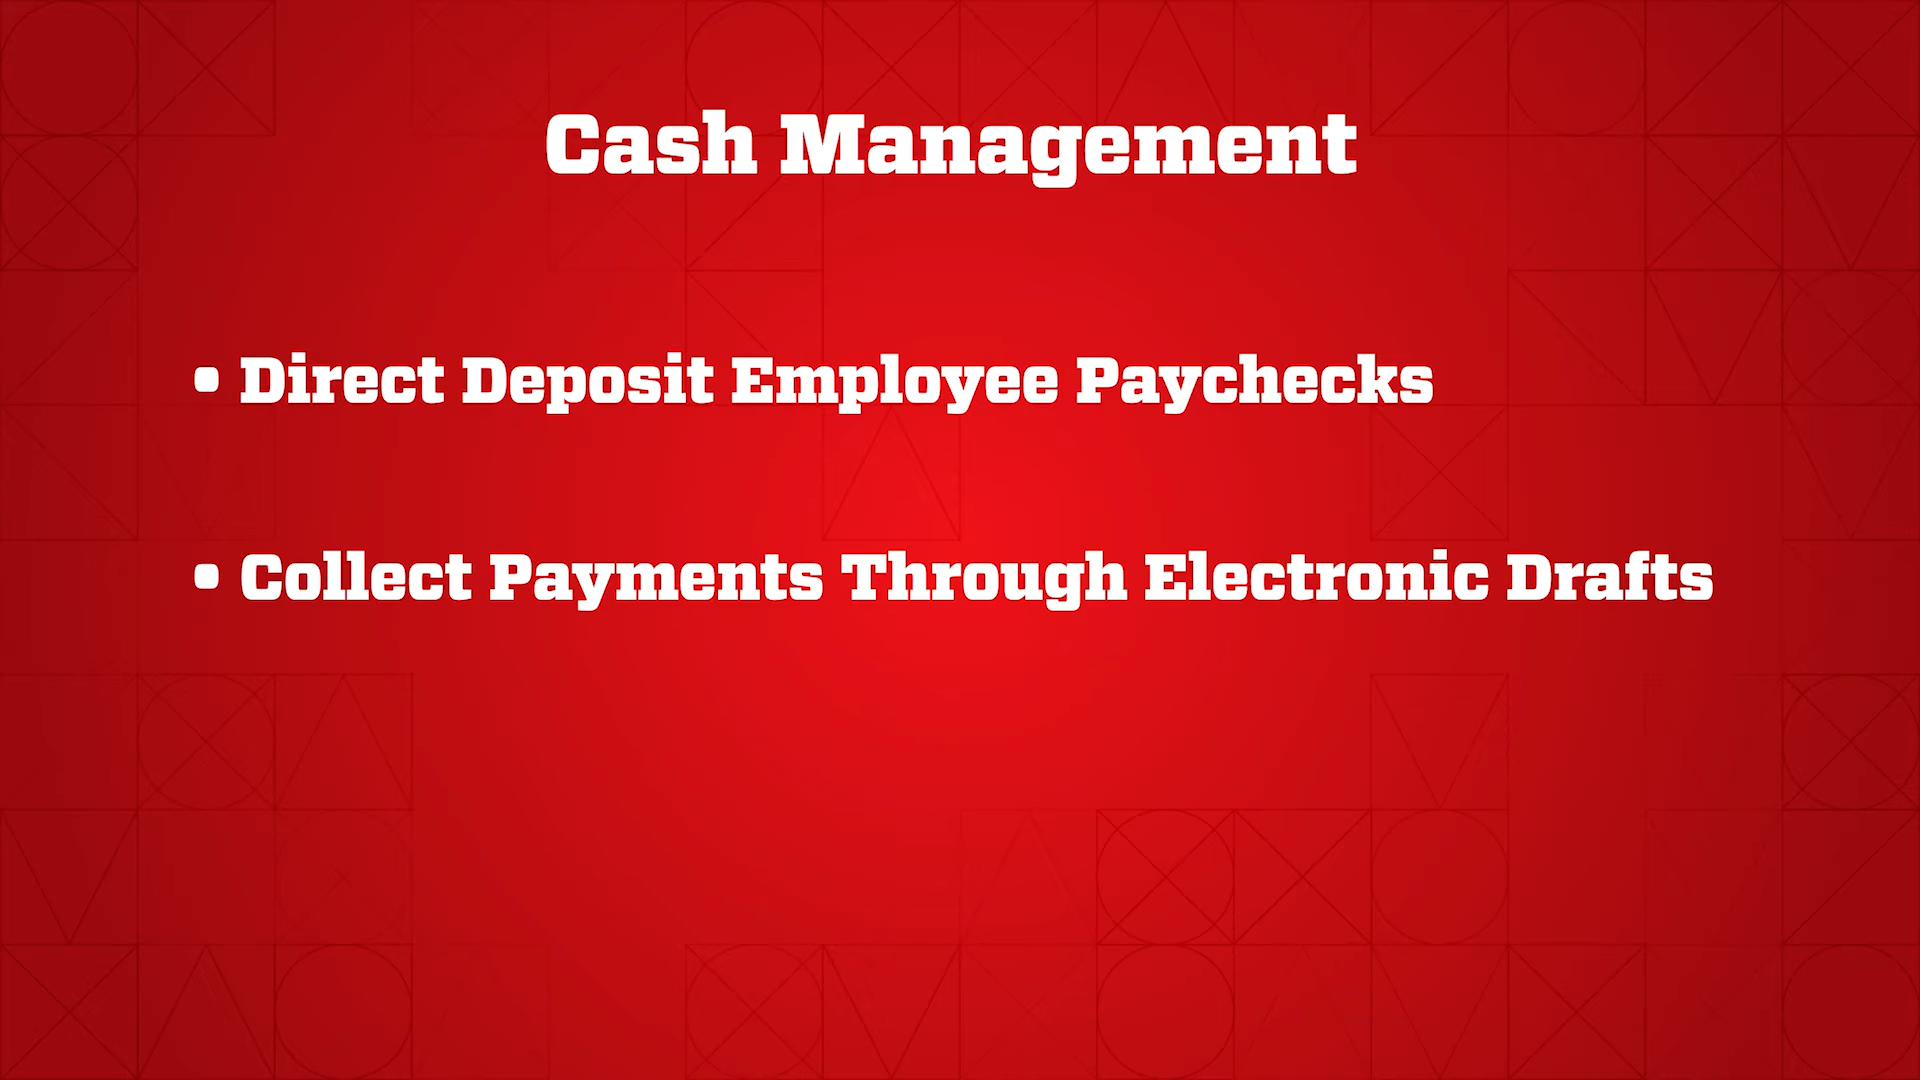 Cash Management
• Direct Deposit Employee Paychecks
• Collect Payments Through Electronic Drafts